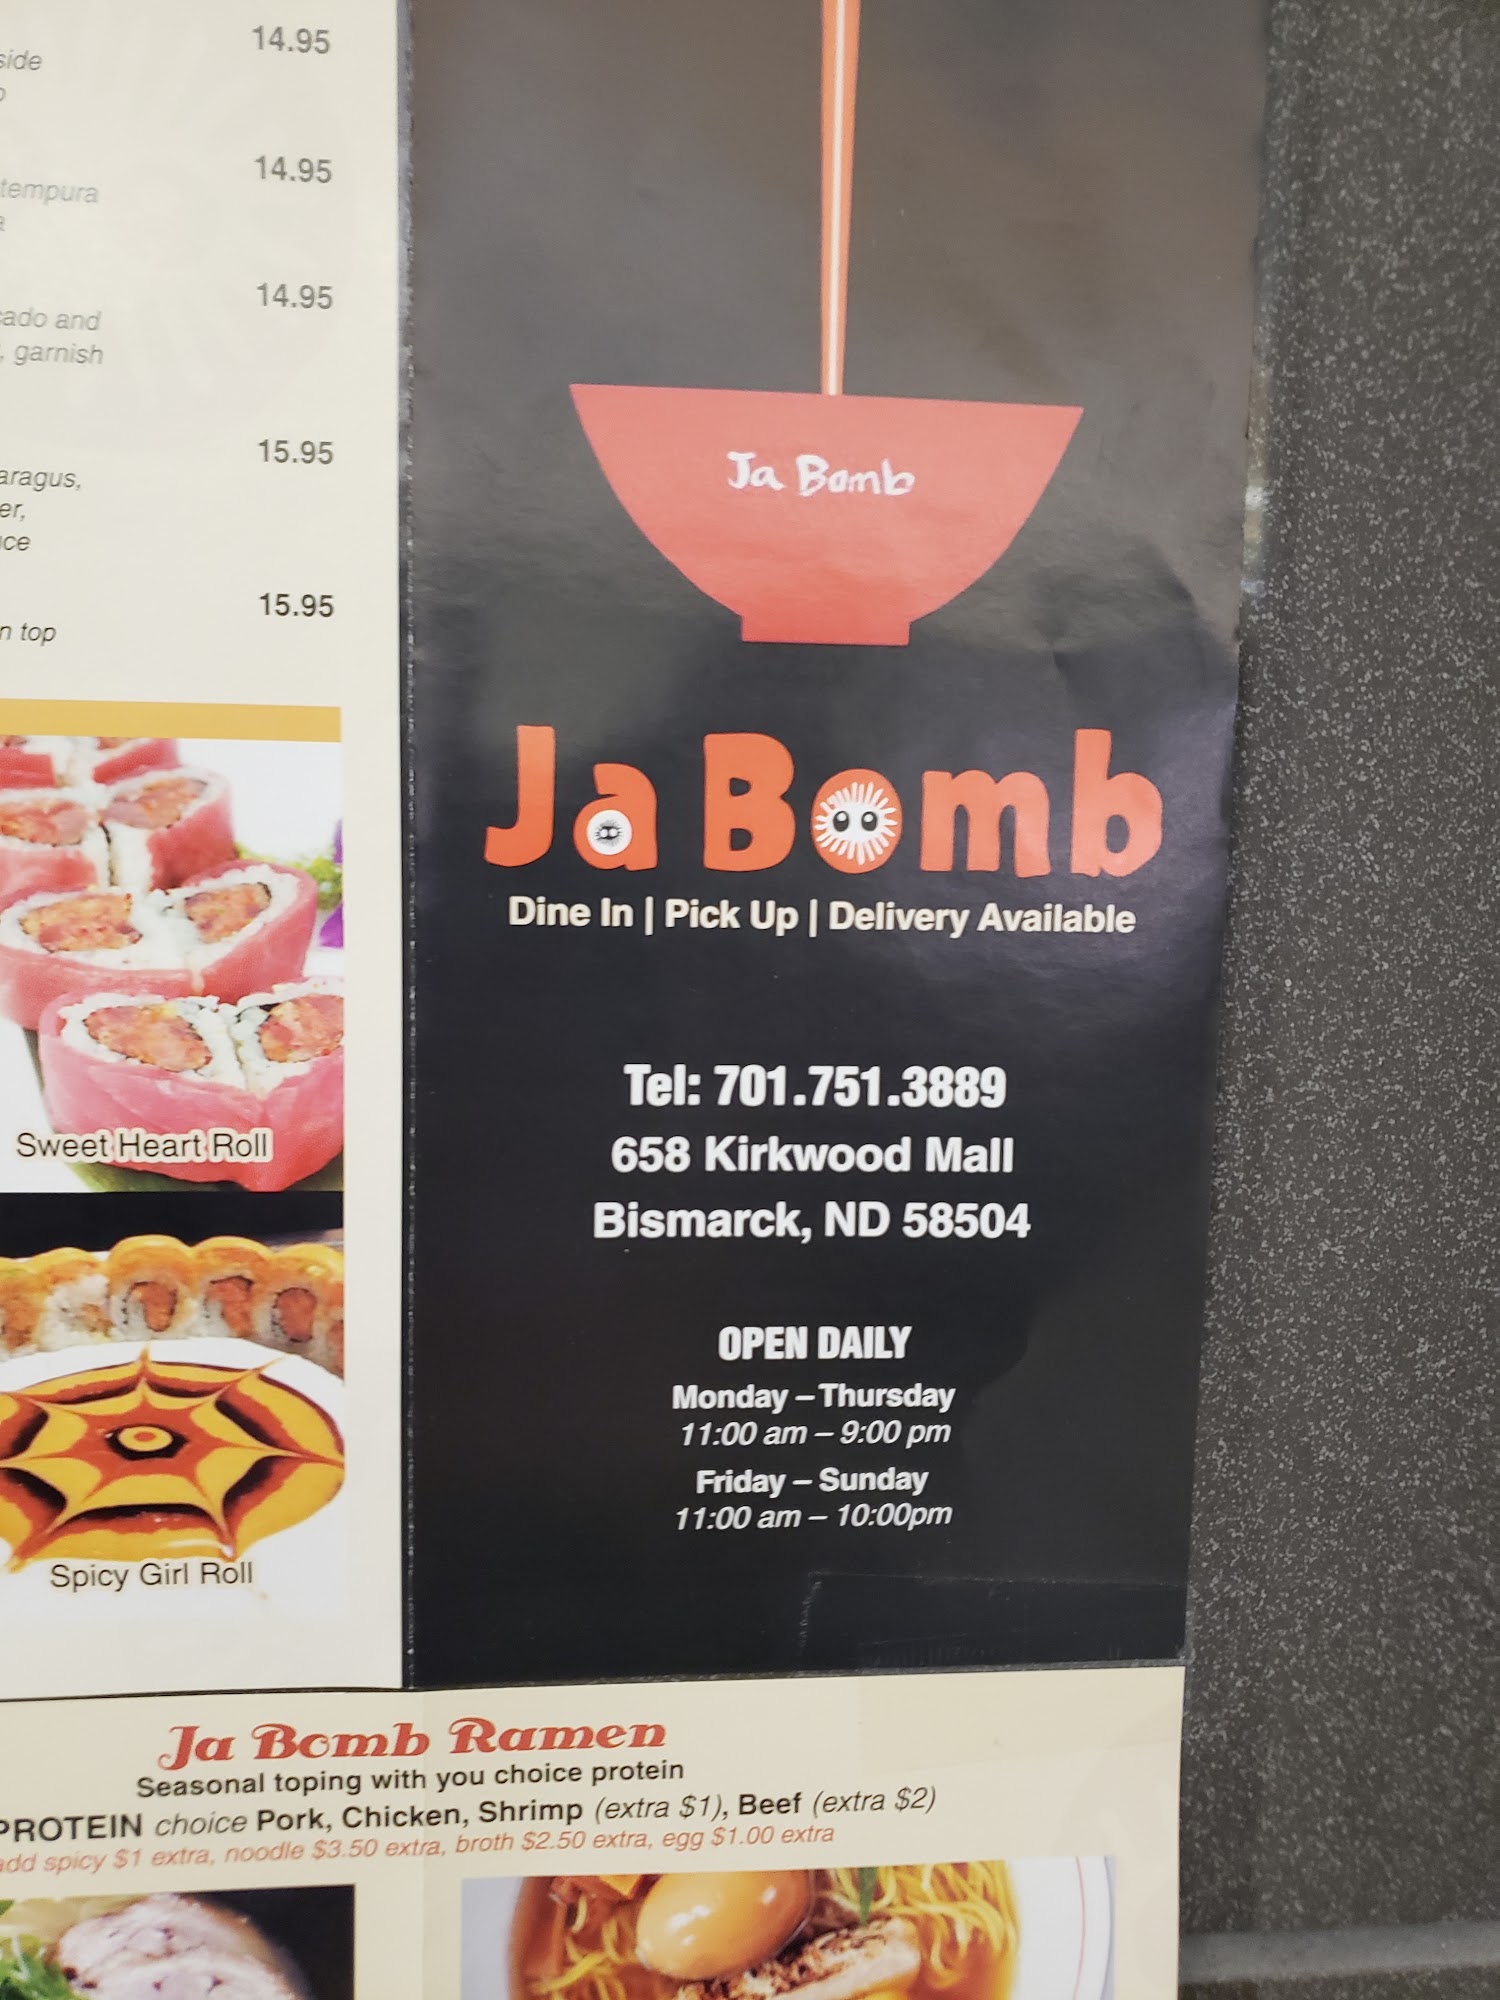 14.95
side
14.95
tempura
14.95
cado and
, garnish
15.95
aragus,
er,
15.95
n top
Sweet Heart Roll
Spicy Girl Roll
Ja Bomb
Ja Bomb
Dine In | Pick Up | Delivery Available
Tel: 701.751.3889
658 Kirkwood Mall
Bismarck, ND 58504
OPEN DAILY
Monday – Thursday
11:00 am – 9:00 pm
Friday – Sunday
11:00 am – 10:00pm
Ja Bomb Ramen
Seasonal toping with you choice protein
PROTEIN choice Pork, Chicken, Shrimp (extra $1), Beef (extra $2)
add spicy $1 extra, noodle $3.50 extra, broth $2.50 extra, egg $1.00 extra